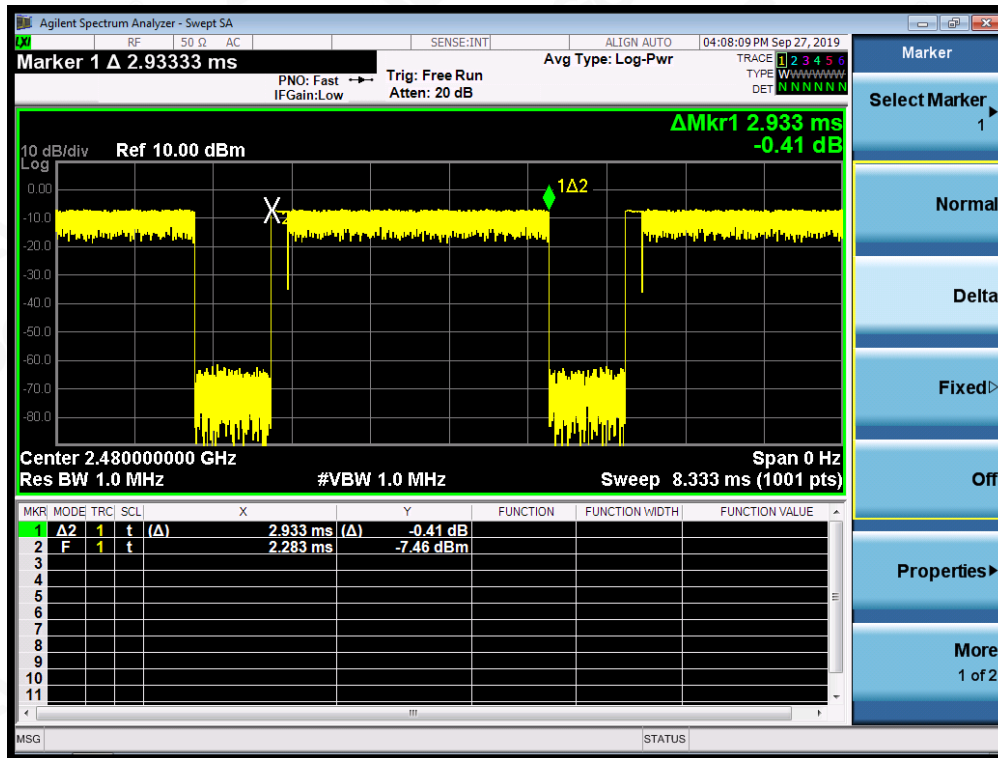 Agilent Spectrum Analyzer - Swept SA
LXI RF 50 Ω AC SENSE:INT ALIGN AUTO 04:08:09 PM Sep 27, 2019
Marker 1 Δ 2.93333 ms
PNO: Fast
IFGain:Low
Trig: Free Run
Atten: 20 dB
Avg Type: Log-Pwr
TRACE 1 2 3 4 5 6
TYPE WWWWWWW
DET N N N N N N
ΔMkr1 2.933 ms
-0.41 dB
10 dB/div Ref 10.00 dBm
Log
0.00
-10.0
-20.0
-30.0
-40.0
-50.0
-60.0
-70.0
-80.0
1Δ2
X2
Center 2.480000000 GHz Span 0 Hz
Res BW 1.0 MHz #VBW 1.0 MHz Sweep 8.333 ms (1001 pts)
MKR MODE TRC SCL X Y FUNCTION FUNCTION WIDTH FUNCTION VALUE
1 Δ2 1 t (Δ) 2.933 ms (Δ) -0.41 dB
2 F 1 t 2.283 ms -7.46 dBm
3
4
5
6
7
8
9
10
11
MSG STATUS
Marker
Select Marker
1
Normal
Delta
Fixed
Off
Properties
More
1 of 2